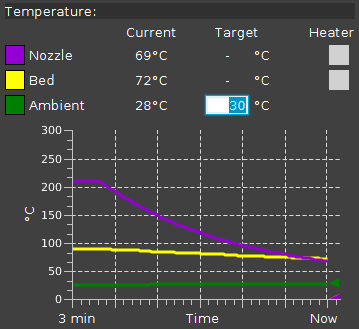 Temperature:
Current Target Heater
Nozzle 69°C - °C
Bed 72°C - °C
Ambient 28°C 30 °C
300
250
200
°C
150
100
50
0
3 min Time Now